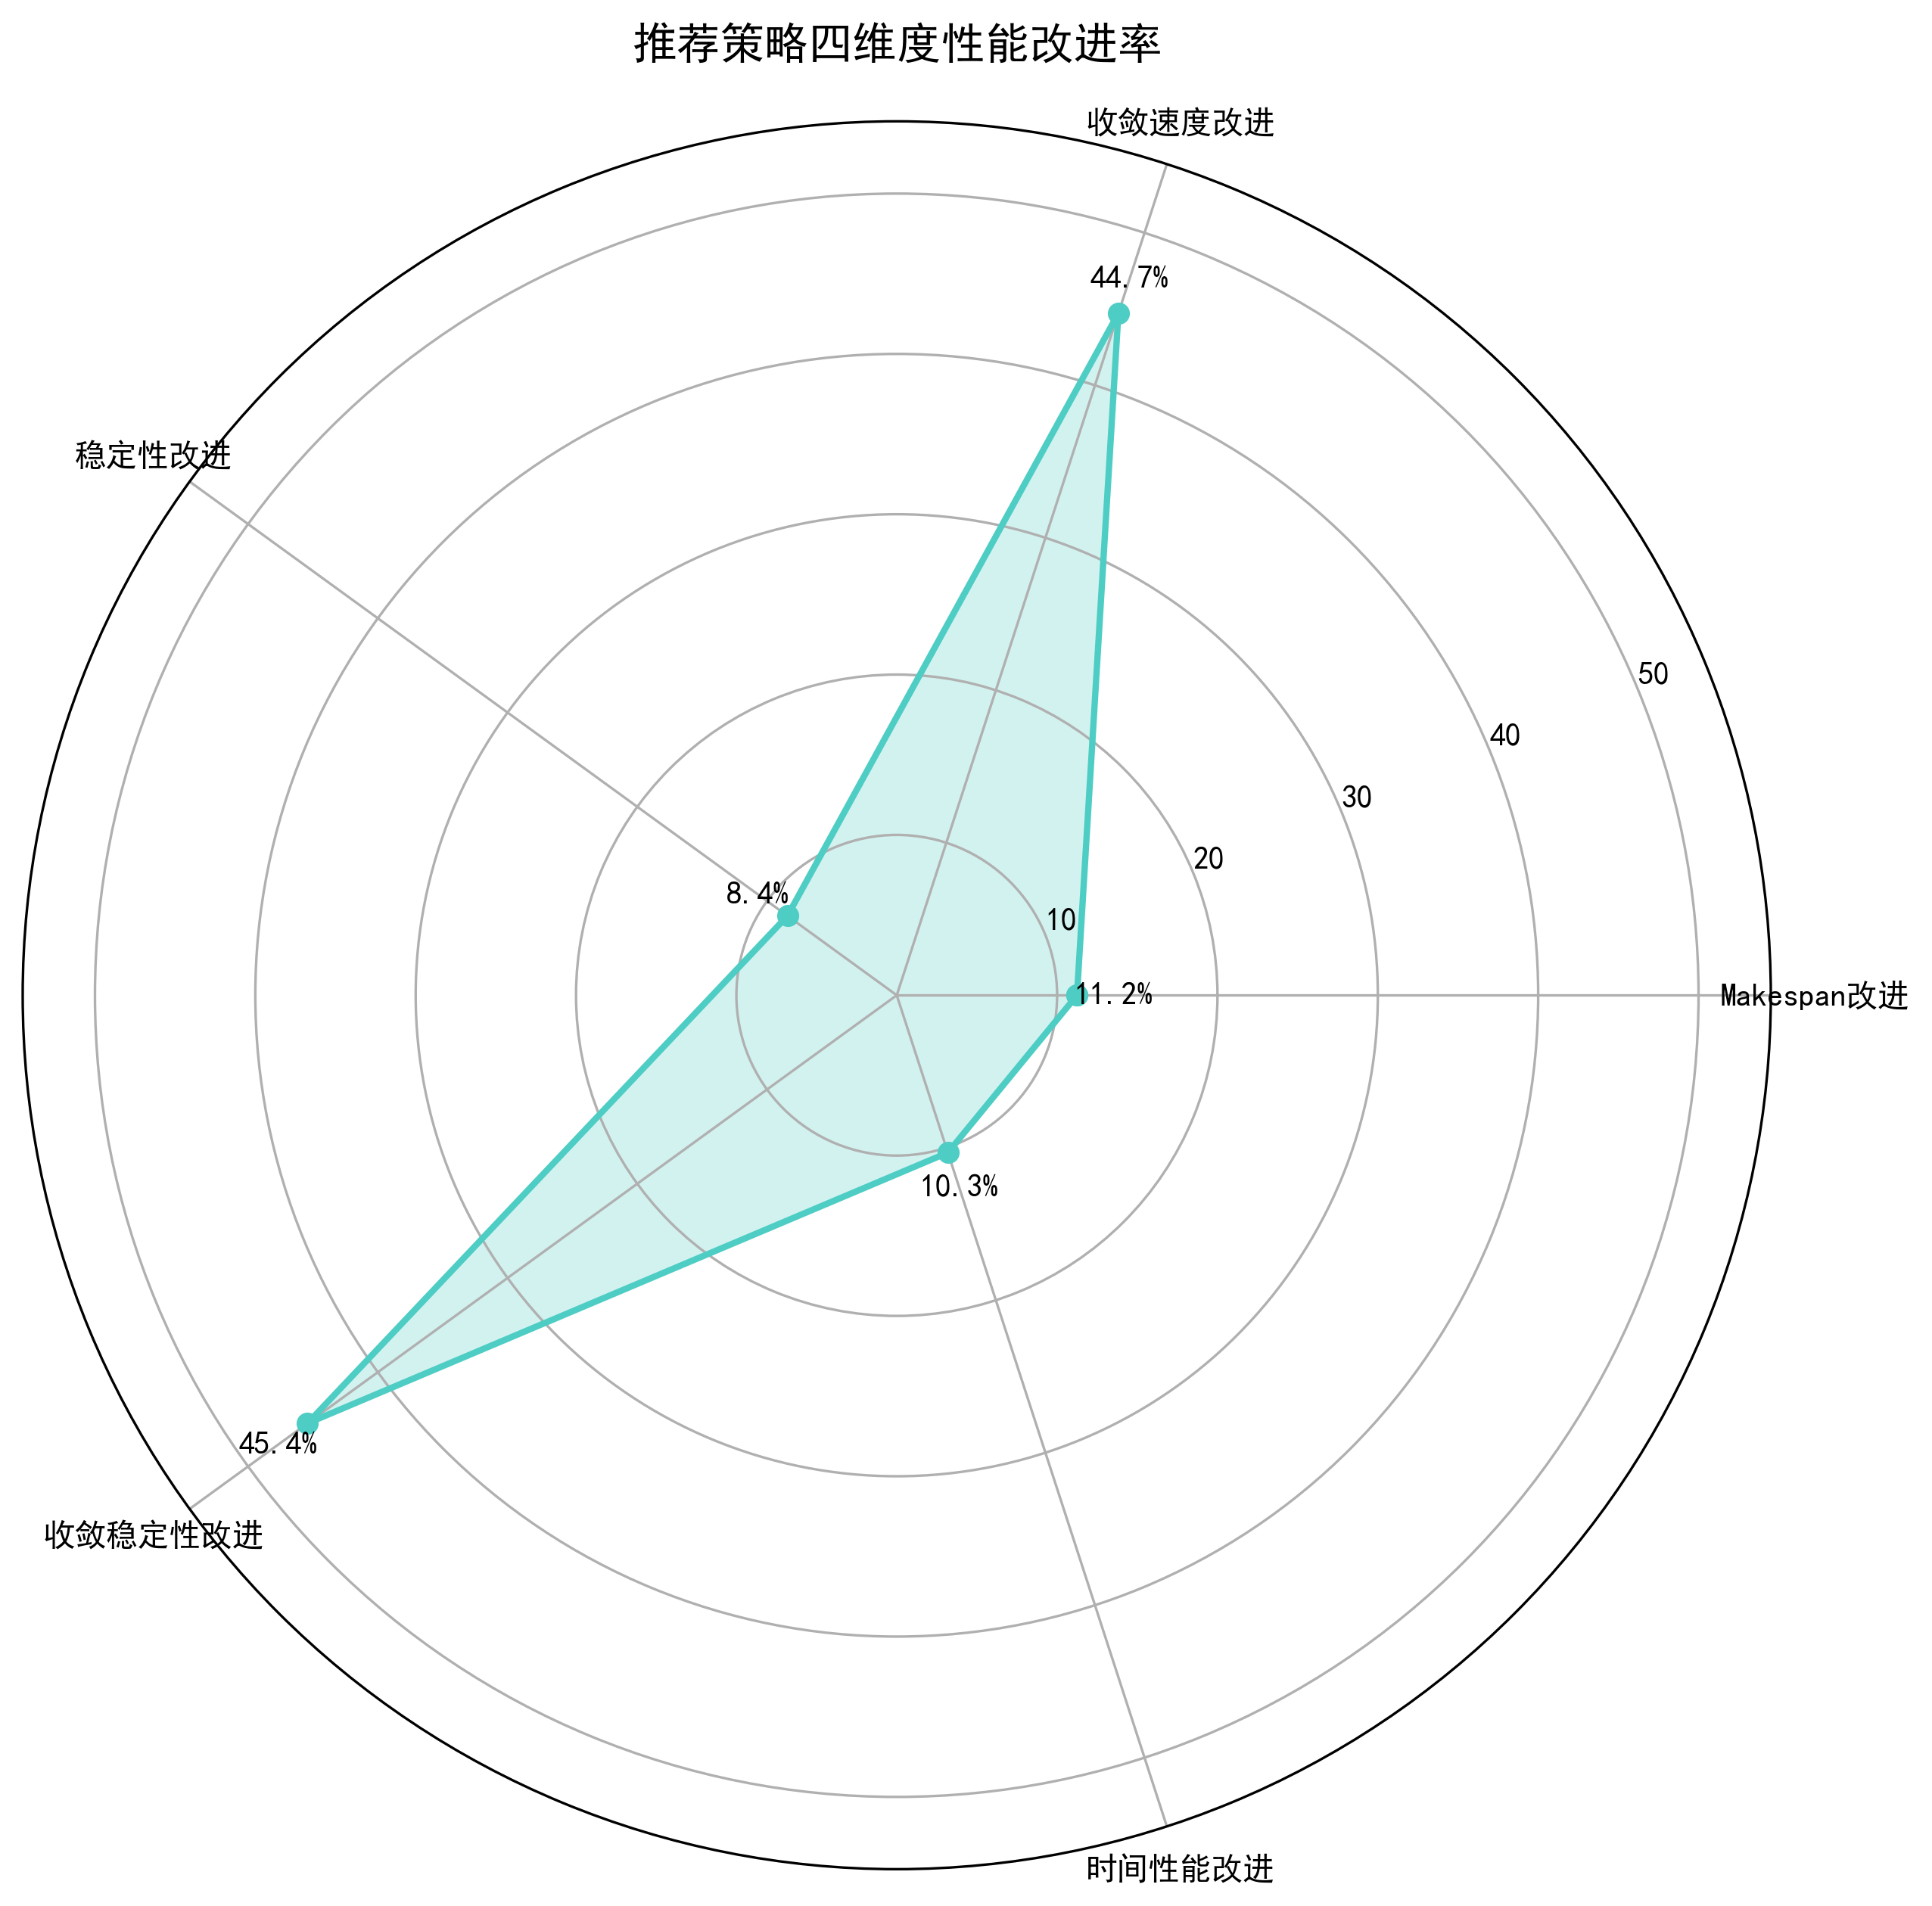 推荐策略四维度性能改进率
收敛速度改进
44.7%
稳定性改进
50
40
30
20
8.4%
10
11.2%
Makespan改进
10.3%
45.4%
收敛稳定性改进
时间性能改进